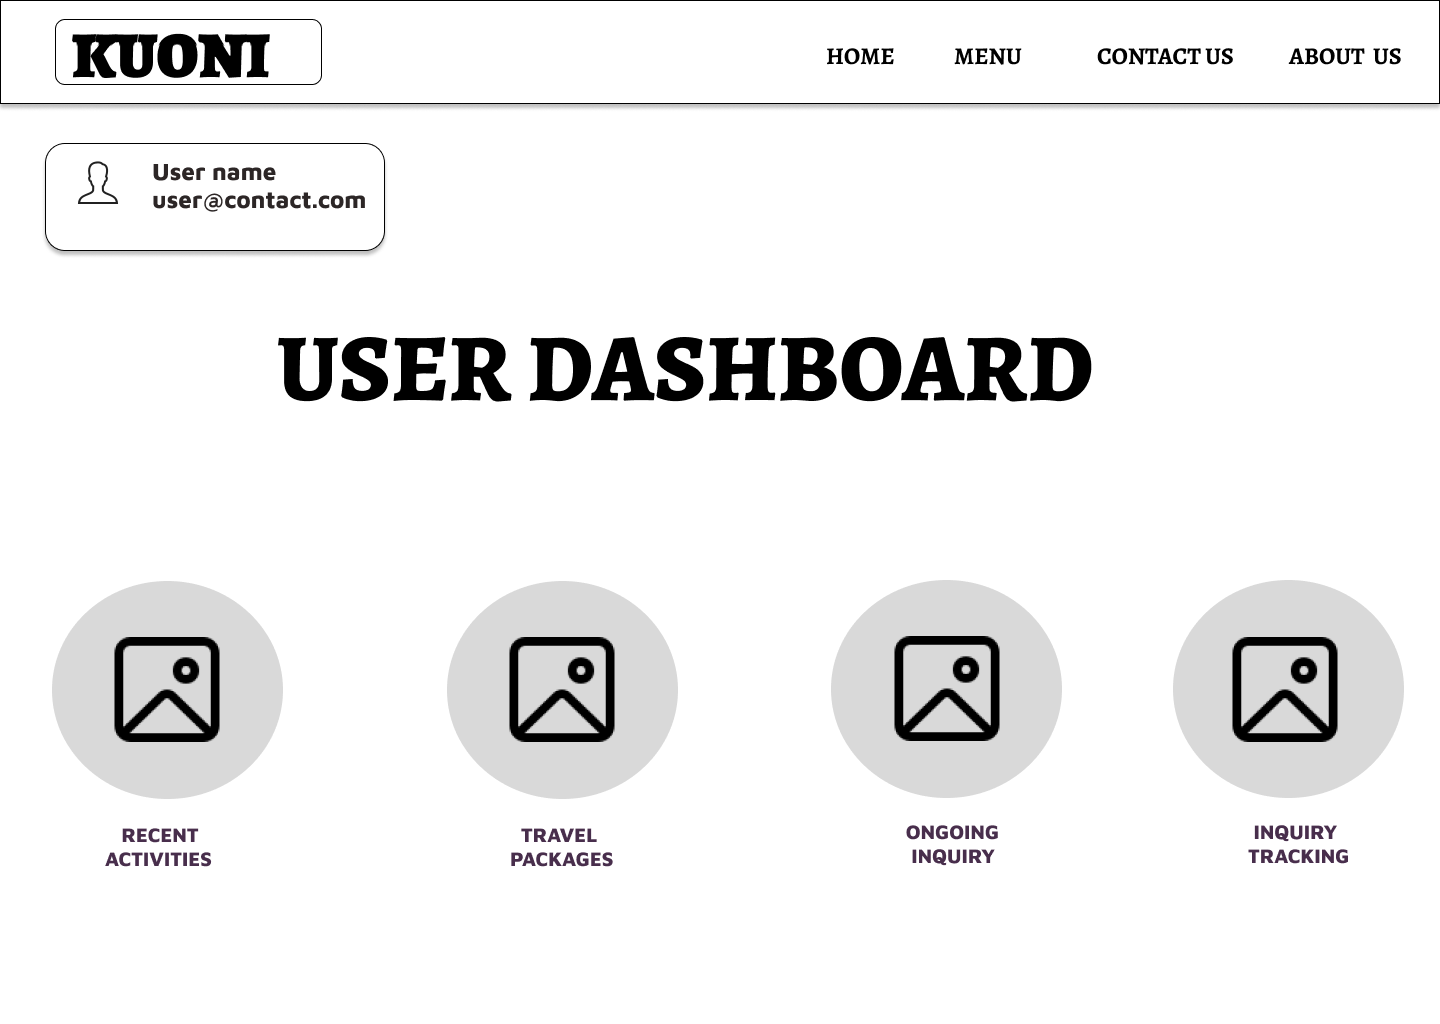 KUONI
HOME MENU CONTACT US ABOUT US
User name
user@contact.com
USER DASHBOARD
RECENT
ACTIVITIES
TRAVEL
PACKAGES
ONGOING
INQUIRY
INQUIRY
TRACKING